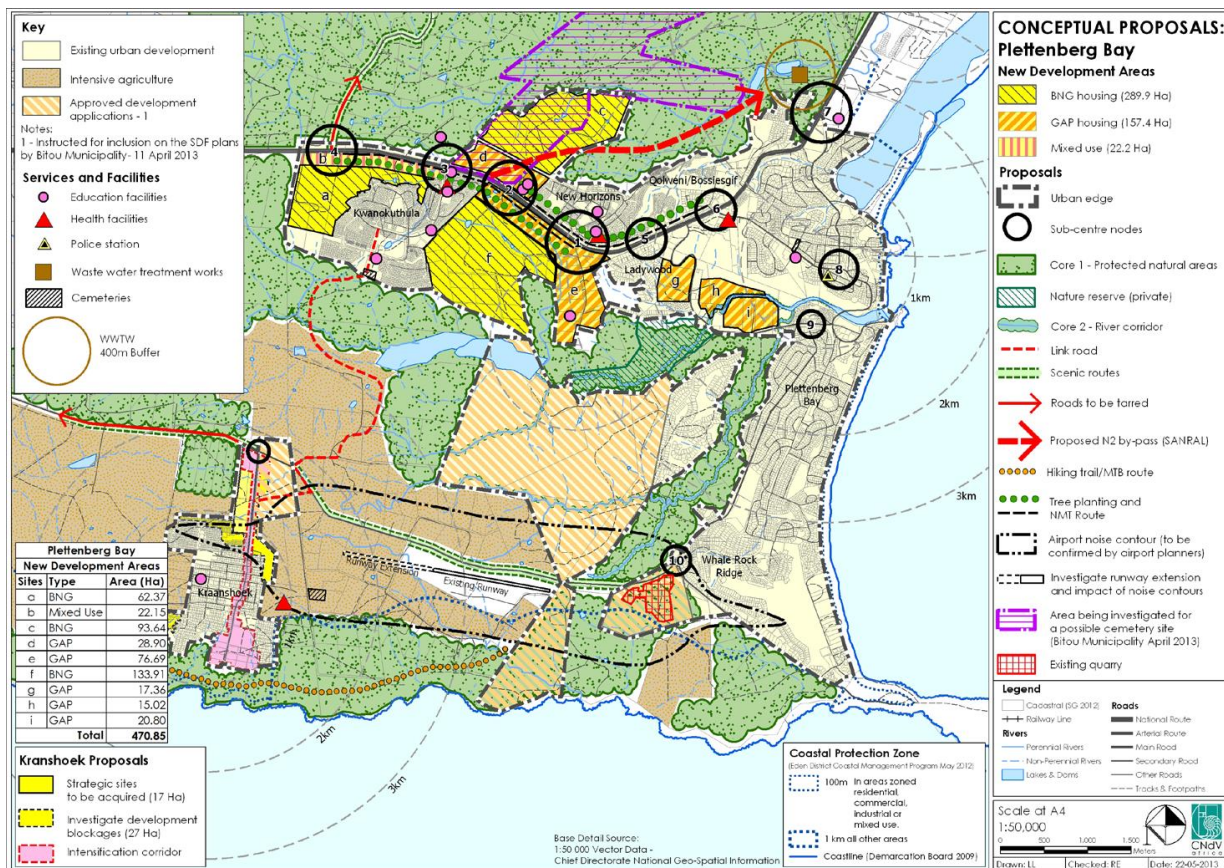 Key
Existing urban development
Intensive agriculture
Approved development
applications - 1
Notes:
1 - Instructed for inclusion on the SDF plans
by Bitou Municipality- 11 April 2013
Services and Facilities
Education facilities
Health facilities
Police station
Waste water treatment works
Cemeteries
WWTW
400m Buffer
4
b
a
3
d
c
2
7
Kwanokuthula
New Horizons
Qolweni/Bossiesgif
6
1
5
Ladywood
f
e
g
h
i
8
9
1km
Plettenberg
Bay
2km
3km
10
Whale Rock
Ridge
Runway Extension
Existing Runway
Kraanshoek
1km
2km
3km
Plettenberg Bay
New Development Areas
Sites Type Area (Ha)
a BNG 62.37
b Mixed Use 22.15
c BNG 93.64
d GAP 28.90
e GAP 76.69
f BNG 133.91
g GAP 17.36
h GAP 15.02
i GAP 20.80
Total 470.85
Kranshoek Proposals
Strategic sites
to be acquired (17 Ha)
Investigate development
blockages (27 Ha)
Intensification corridor
Base Detail Source:
1:50 000 Vector Data -
Chief Directorate National Geo-Spatial Information
Coastal Protection Zone
(Eden District Coastal Management Program May 2012)
100m In areas zoned
residential,
commercial,
industrial or
mixed use.
1 km all other areas
Coastline (Demarcation Board 2009)
CONCEPTUAL PROPOSALS:
Plettenberg Bay
New Development Areas
BNG housing (289.9 Ha)
GAP housing (157.4 Ha)
Mixed use (22.2 Ha)
Proposals
Urban edge
Sub-centre nodes
Core 1 - Protected natural areas
Nature reserve (private)
Core 2 - River corridor
Link road
Scenic routes
Roads to be tarred
Proposed N2 by-pass (SANRAL)
Hiking trail/MTB route
Tree planting and
NMT Route
Airport noise contour (to be
confirmed by airport planners)
Investigate runway extension
and impact of noise contours
Area being investigated for
a possible cemetery site
(Bitou Municipality April 2013)
Existing quarry
Legend
Cadastral (SG 2012)
Railway Line
Rivers
Perennial Rivers
Non-Perennial Rivers
Lakes & Dams
Roads
National Route
Arterial Route
Main Road
Secondary Road
Other Roads
Tracks & Footpaths
Scale at A4
1:50,000
0 500 1,000 1,500
Meters
CNdV
africa
Drawn: LL Checked: RE Date: 22-05-2013